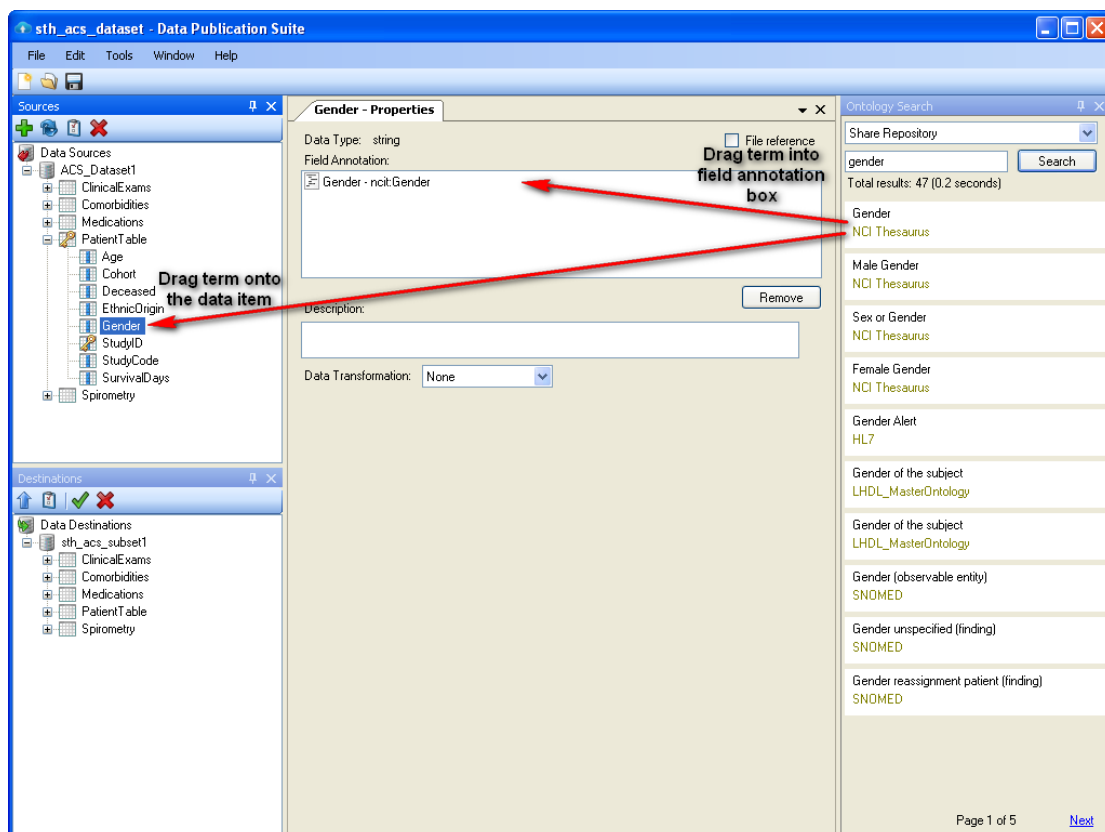 sth_acs_dataset - Data Publication Suite
File Edit Tools Window Help
Sources
Data Sources
ACS_Dataset1
ClinicalExams
Comorbidities
Medications
PatientTable
Age
Cohort
Deceased
EthnicOrigin
Gender
StudyID
StudyCode
SurvivalDays
Spirometry
Drag term onto
the data item
Destinations
Data Destinations
sth_acs_subset1
ClinicalExams
Comorbidities
Medications
PatientTable
Spirometry
Gender - Properties
Data Type: string
File reference
Field Annotation:
Gender - ncit:Gender
Drag term into
field annotation
box
Remove
Description:
Data Transformation: None
Ontology Search
Share Repository
gender Search
Total results: 47 (0.2 seconds)
Gender
NCI Thesaurus
Male Gender
NCI Thesaurus
Sex or Gender
NCI Thesaurus
Female Gender
NCI Thesaurus
Gender Alert
HL7
Gender of the subject
LHDL_MasterOntology
Gender of the subject
LHDL_MasterOntology
Gender (observable entity)
SNOMED
Gender unspecified (finding)
SNOMED
Gender reassignment patient (finding)
SNOMED
Page 1 of 5 Next